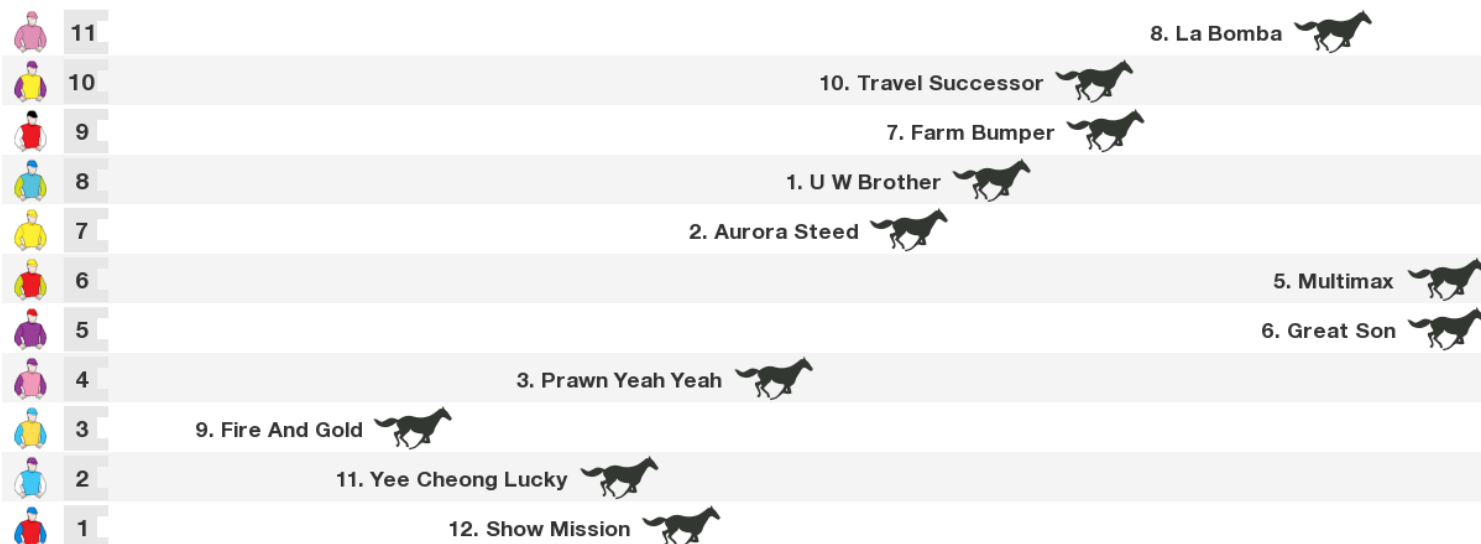 11 8. La Bomba
10 10. Travel Successor
9 7. Farm Bumper
8 1. U W Brother
7 2. Aurora Steed
6 5. Multimax
5 6. Great Son
4 3. Prawn Yeah Yeah
3 9. Fire And Gold
2 11. Yee Cheong Lucky
1 12. Show Mission